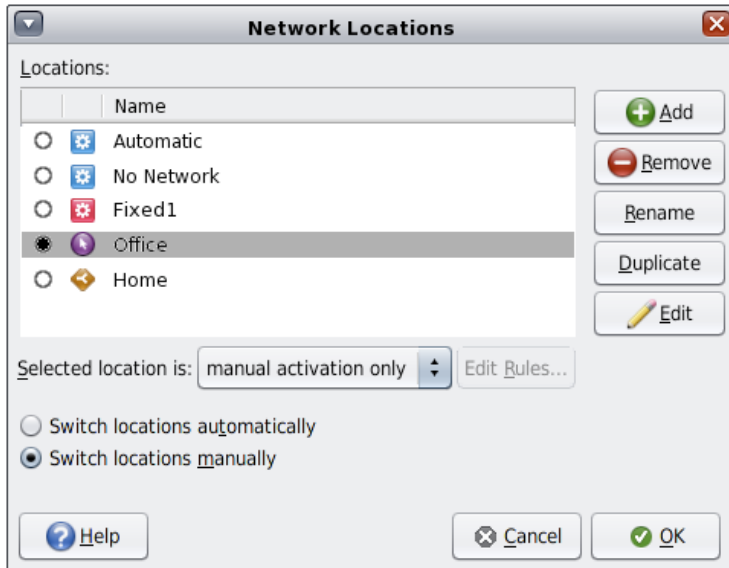 Network Locations
Locations:
Name
Automatic
No Network
Fixed1
Office
Home
Add
Remove
Rename
Duplicate
Edit
Selected location is: manual activation only Edit Rules...
Switch locations automatically
Switch locations manually
Help Cancel OK